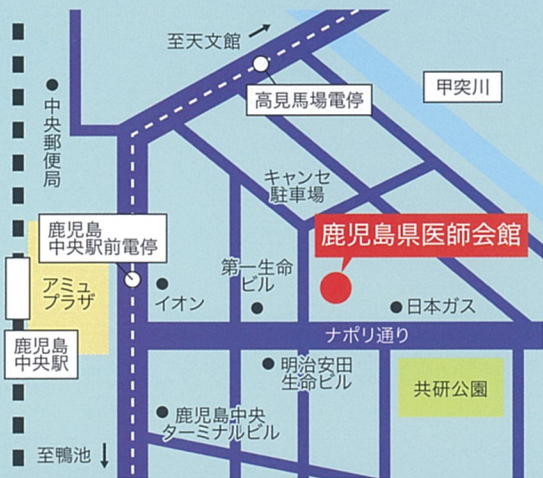 至天文館
高見馬場電停
甲突川
中央郵便局
キャンセ
駐車場
鹿児島
中央駅前電停
鹿児島県医師会館
第一生命
ビル
アミュ
プラザ
イオン
日本ガス
ナポリ通り
鹿児島
中央駅
明治安田
生命ビル
共研公園
鹿児島中央
ターミナルビル
至鴨池